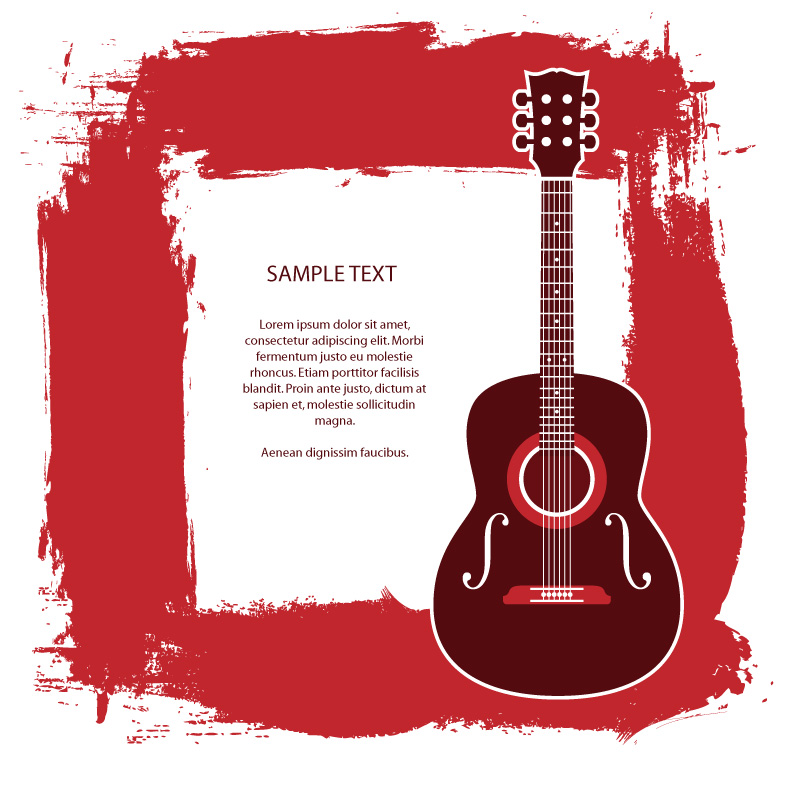 SAMPLE TEXT
Lorem ipsum dolor sit amet,
consectetur adipiscing elit. Morbi
fermentum justo eu molestie
rhoncus. Etiam porttitor facilisis
blandit. Proin ante justo, dictum at
sapien et, molestie sollicitudin
magna.
Aenean dignissim faucibus.